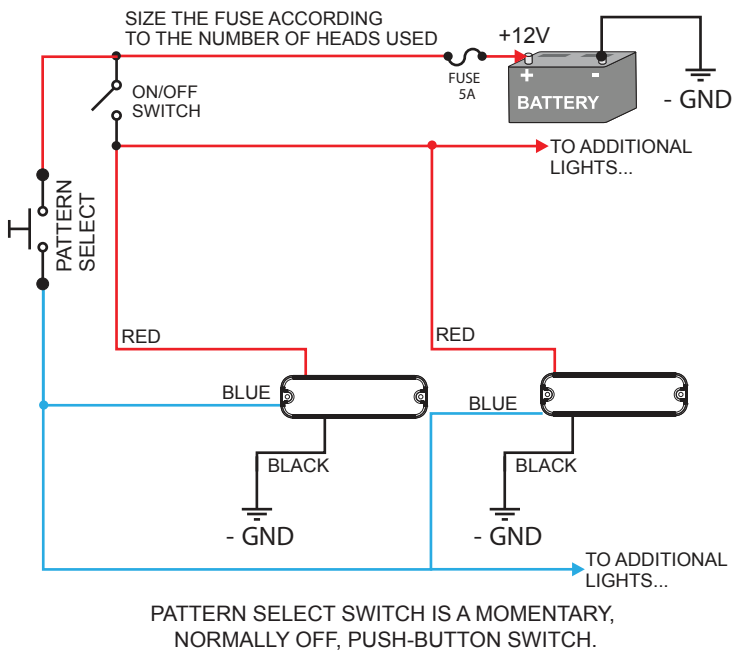 SIZE THE FUSE ACCORDING
TO THE NUMBER OF HEADS USED
+12V
FUSE
5A
+ -
BATTERY
- GND
ON/OFF
SWITCH
TO ADDITIONAL
LIGHTS...
PATTERN
SELECT
RED
RED
BLUE
BLUE
BLACK
BLACK
- GND
- GND
TO ADDITIONAL
LIGHTS...
PATTERN SELECT SWITCH IS A MOMENTARY,
NORMALLY OFF, PUSH-BUTTON SWITCH.